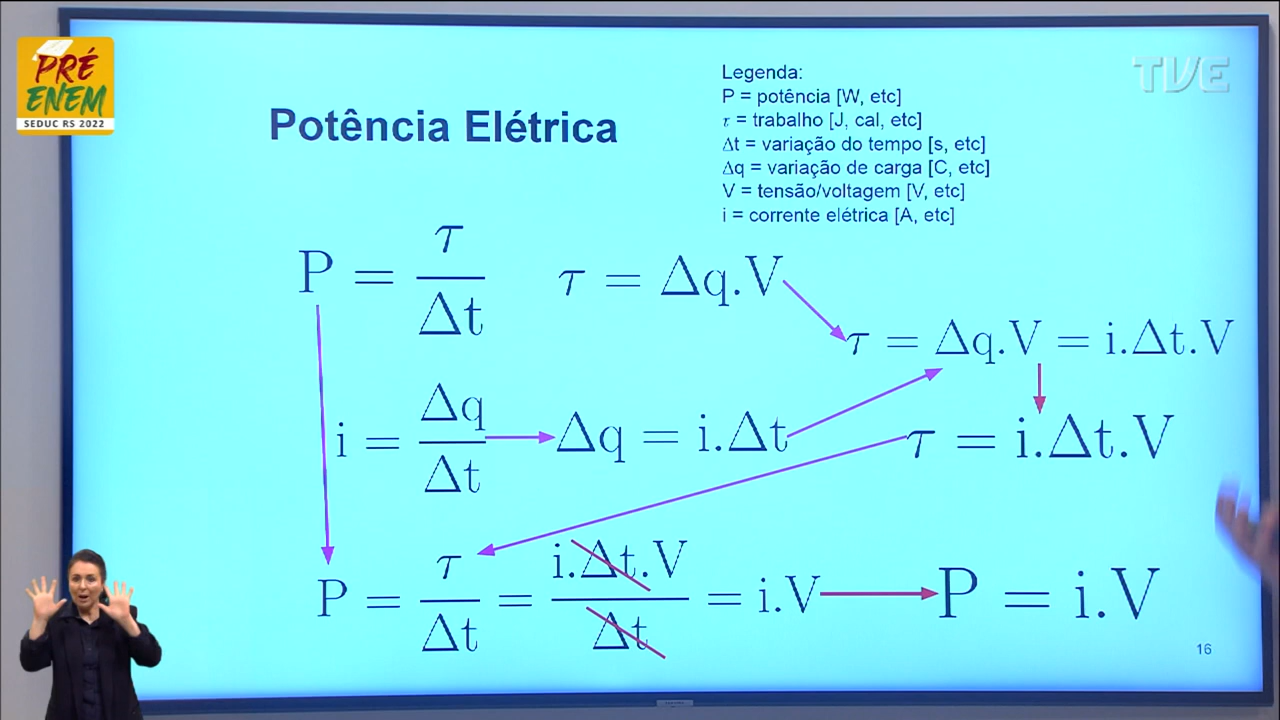 PRÉ
ENEM
SEDUC RS 2022
TVE
Potência Elétrica
Legenda:
P = potência [W, etc]
τ = trabalho [J, cal, etc]
Δt = variação do tempo [s, etc]
Δq = variação de carga [C, etc]
V = tensão/voltagem [V, etc]
i = corrente elétrica [A, etc]
P = τ / Δt
τ = Δq.V
τ = Δq.V = i.Δt.V
i = Δq / Δt
Δq = i.Δt
τ = i.Δt.V
P = τ / Δt = i.Δt.V / Δt = i.V
P = i.V
16